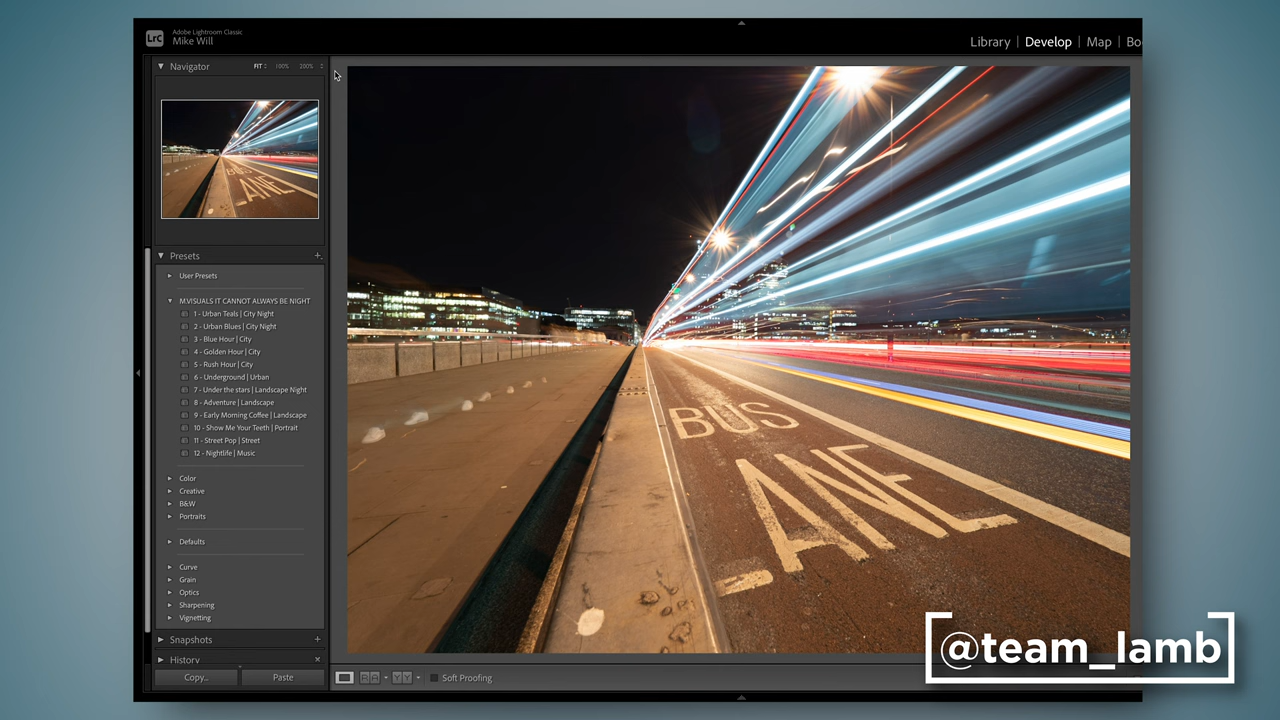 LrC
Adobe Lightroom Classic
Mike Will
Library | Develop | Map | Bo
Navigator FIT 100% 200%
Presets +
User Presets
M.VISUALS IT CANNOT ALWAYS BE NIGHT
1 - Urban Teals | City Night
2 - Urban Blues | City Night
3 - Blue Hour | City
4 - Golden Hour | City
5 - Rush Hour | City
6 - Underground | Urban
7 - Under the stars | Landscape Night
8 - Adventure | Landscape
9 - Early Morning Coffee | Landscape
10 - Show Me Your Teeth | Portrait
11 - Street Pop | Street
12 - Nightlife | Music
Color
Creative
B&W
Portraits
Defaults
Curve
Grain
Optics
Sharpening
Vignetting
Snapshots +
History
Copy... Paste
BUS
LANE
Soft Proofing
@team_lamb